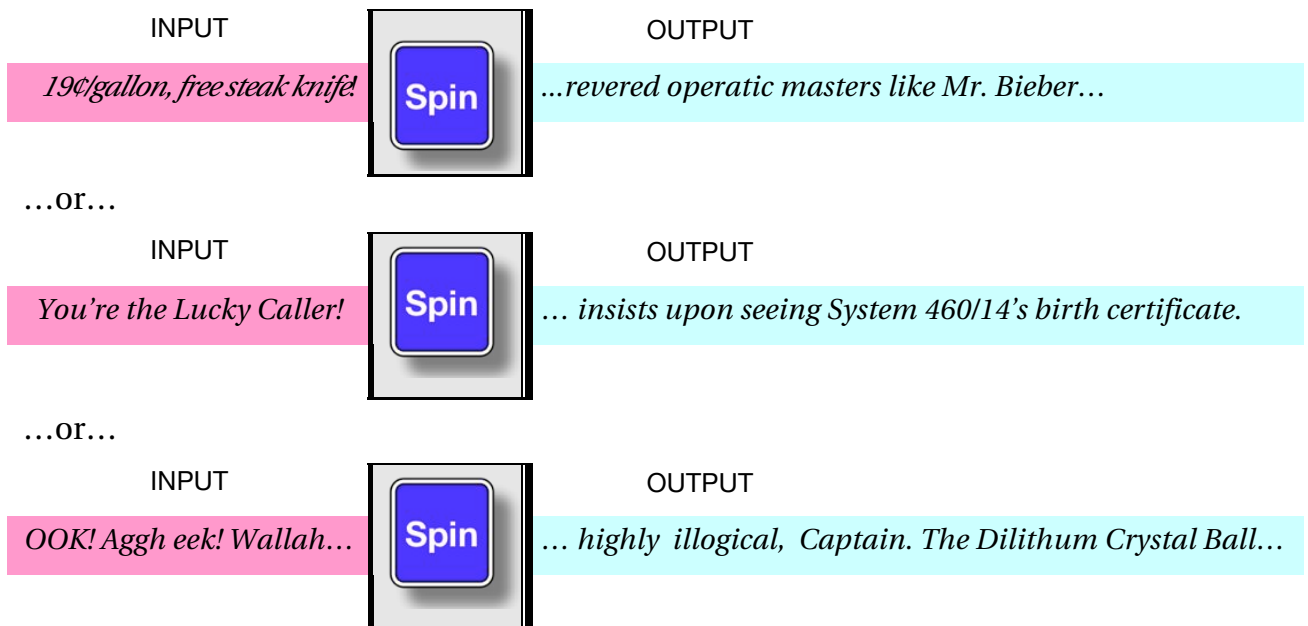 INPUT OUTPUT
19¢/gallon, free steak knife! Spin ...revered operatic masters like Mr. Bieber…
…or…
INPUT OUTPUT
You’re the Lucky Caller! Spin … insists upon seeing System 460/14’s birth certificate.
…or…
INPUT OUTPUT
OOK! Aggh eek! Wallah… Spin … highly illogical, Captain. The Dilithum Crystal Ball…